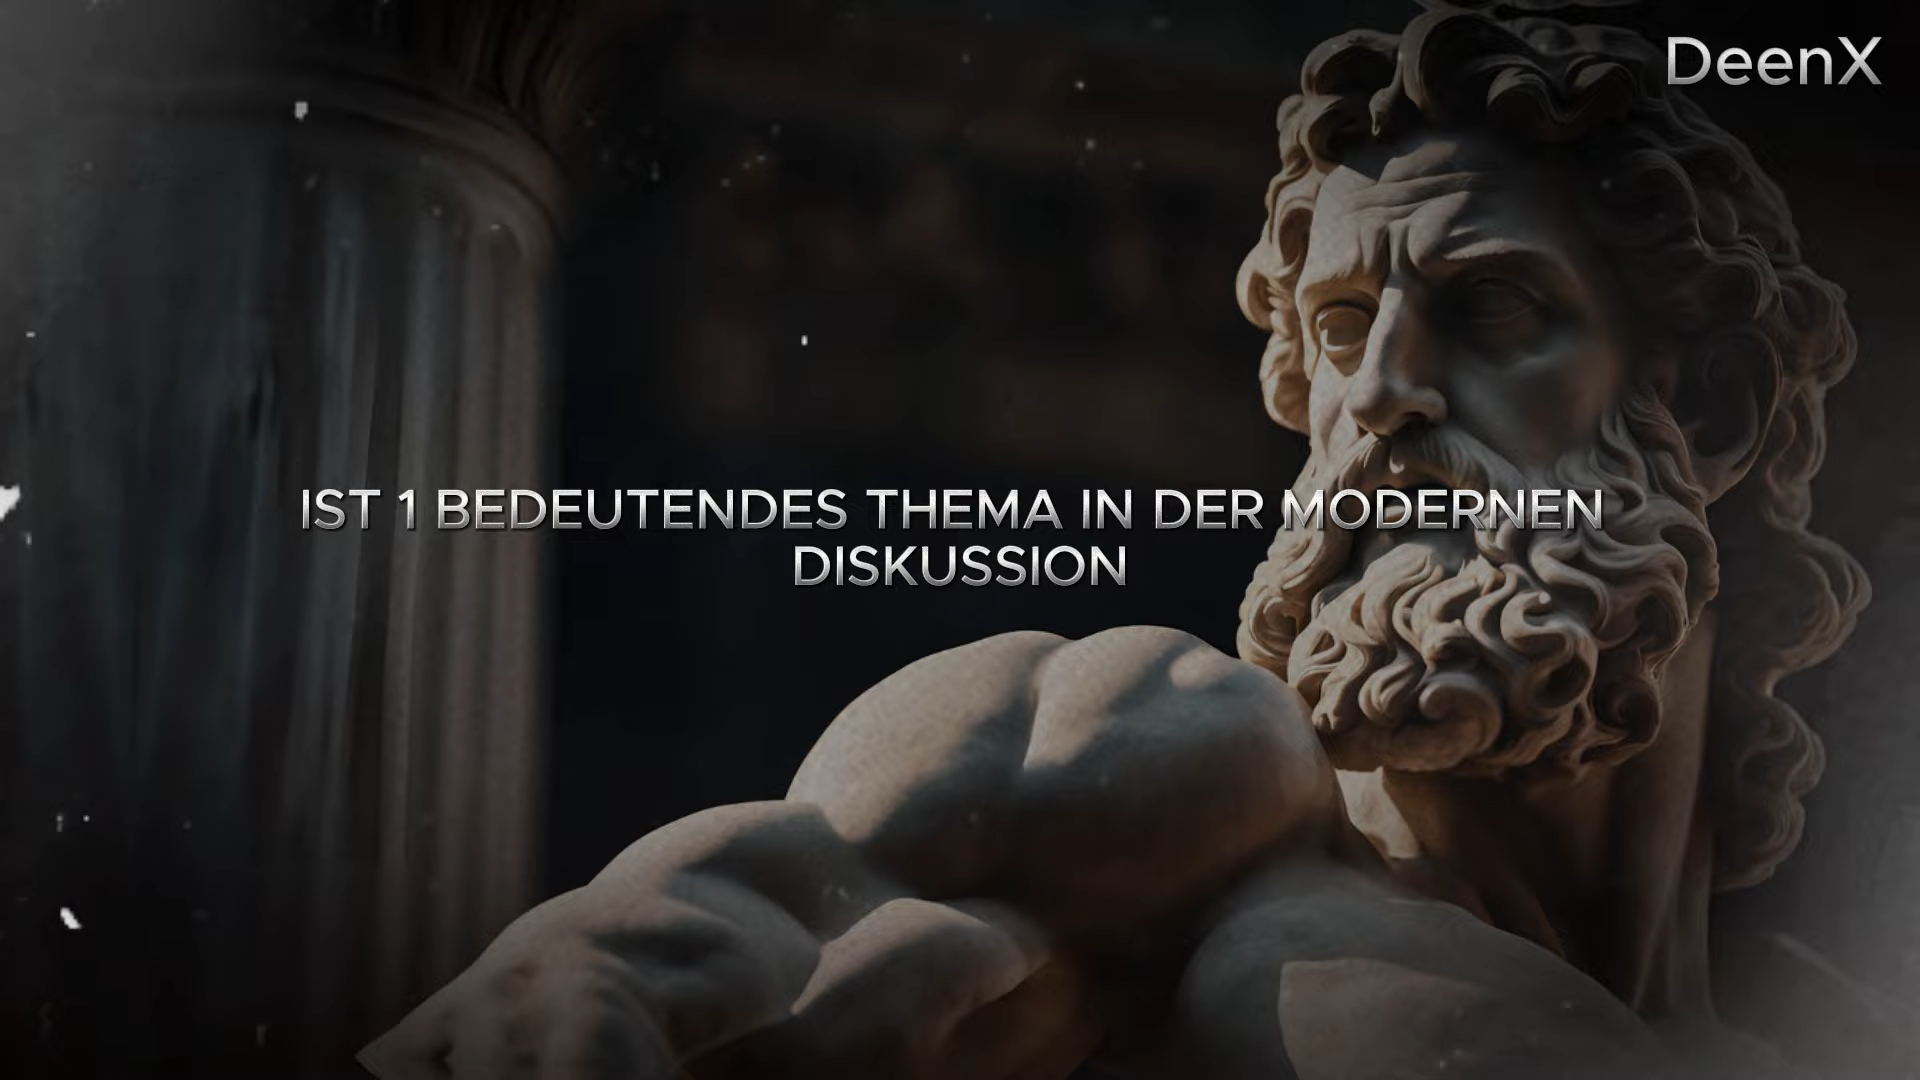 DeenX
IST 1 BEDEUTENDES THEMA IN DER MODERNEN
DISKUSSION